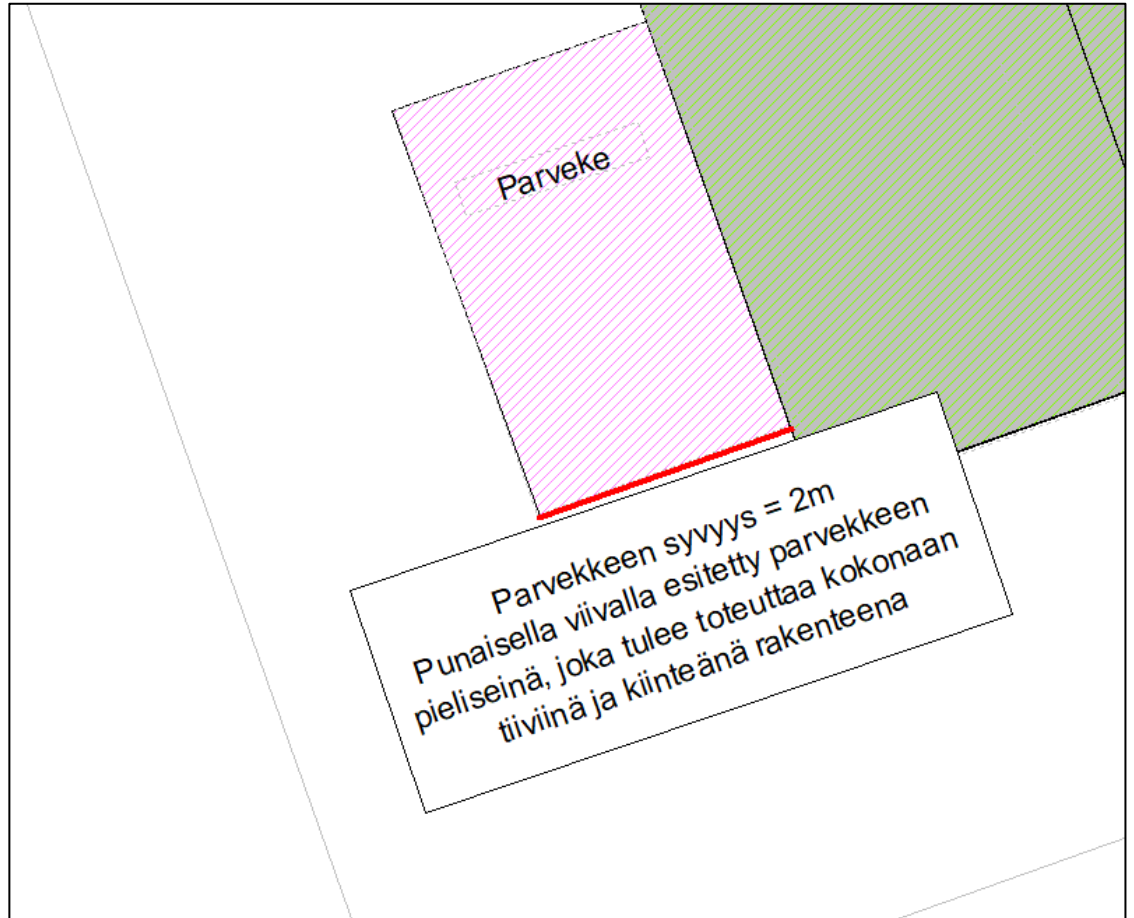 Parveke
Parvekkeen syvyys = 2m
Punaisella viivalla esitetty parvekkeen
pieliseinä, joka tulee toteuttaa kokonaan
tiiviinä ja kiinteänä rakenteena